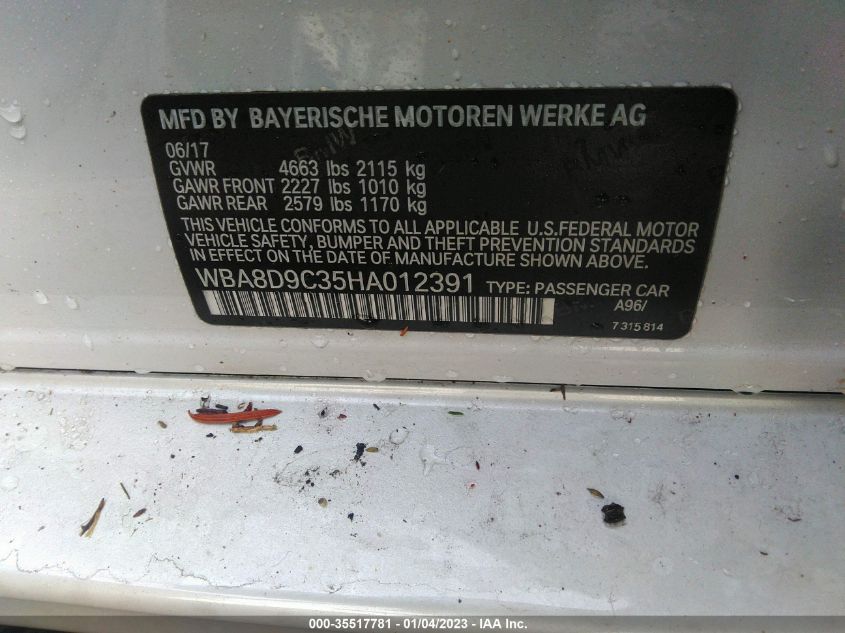 MFD BY BAYERISCHE MOTOREN WERKE AG
06/17
GVWR 4663 lbs 2115 kg
GAWR FRONT 2227 lbs 1010 kg
GAWR REAR 2579 lbs 1170 kg
THIS VEHICLE CONFORMS TO ALL APPLICABLE U.S.FEDERAL MOTOR
VEHICLE SAFETY, BUMPER AND THEFT PREVENTION STANDARDS
IN EFFECT ON THE DATE OF MANUFACTURE SHOWN ABOVE.
WBA8D9C35HA012391 TYPE: PASSENGER CAR
A96/
7 315 814
000-35517781 - 01/04/2023 - IAA Inc.